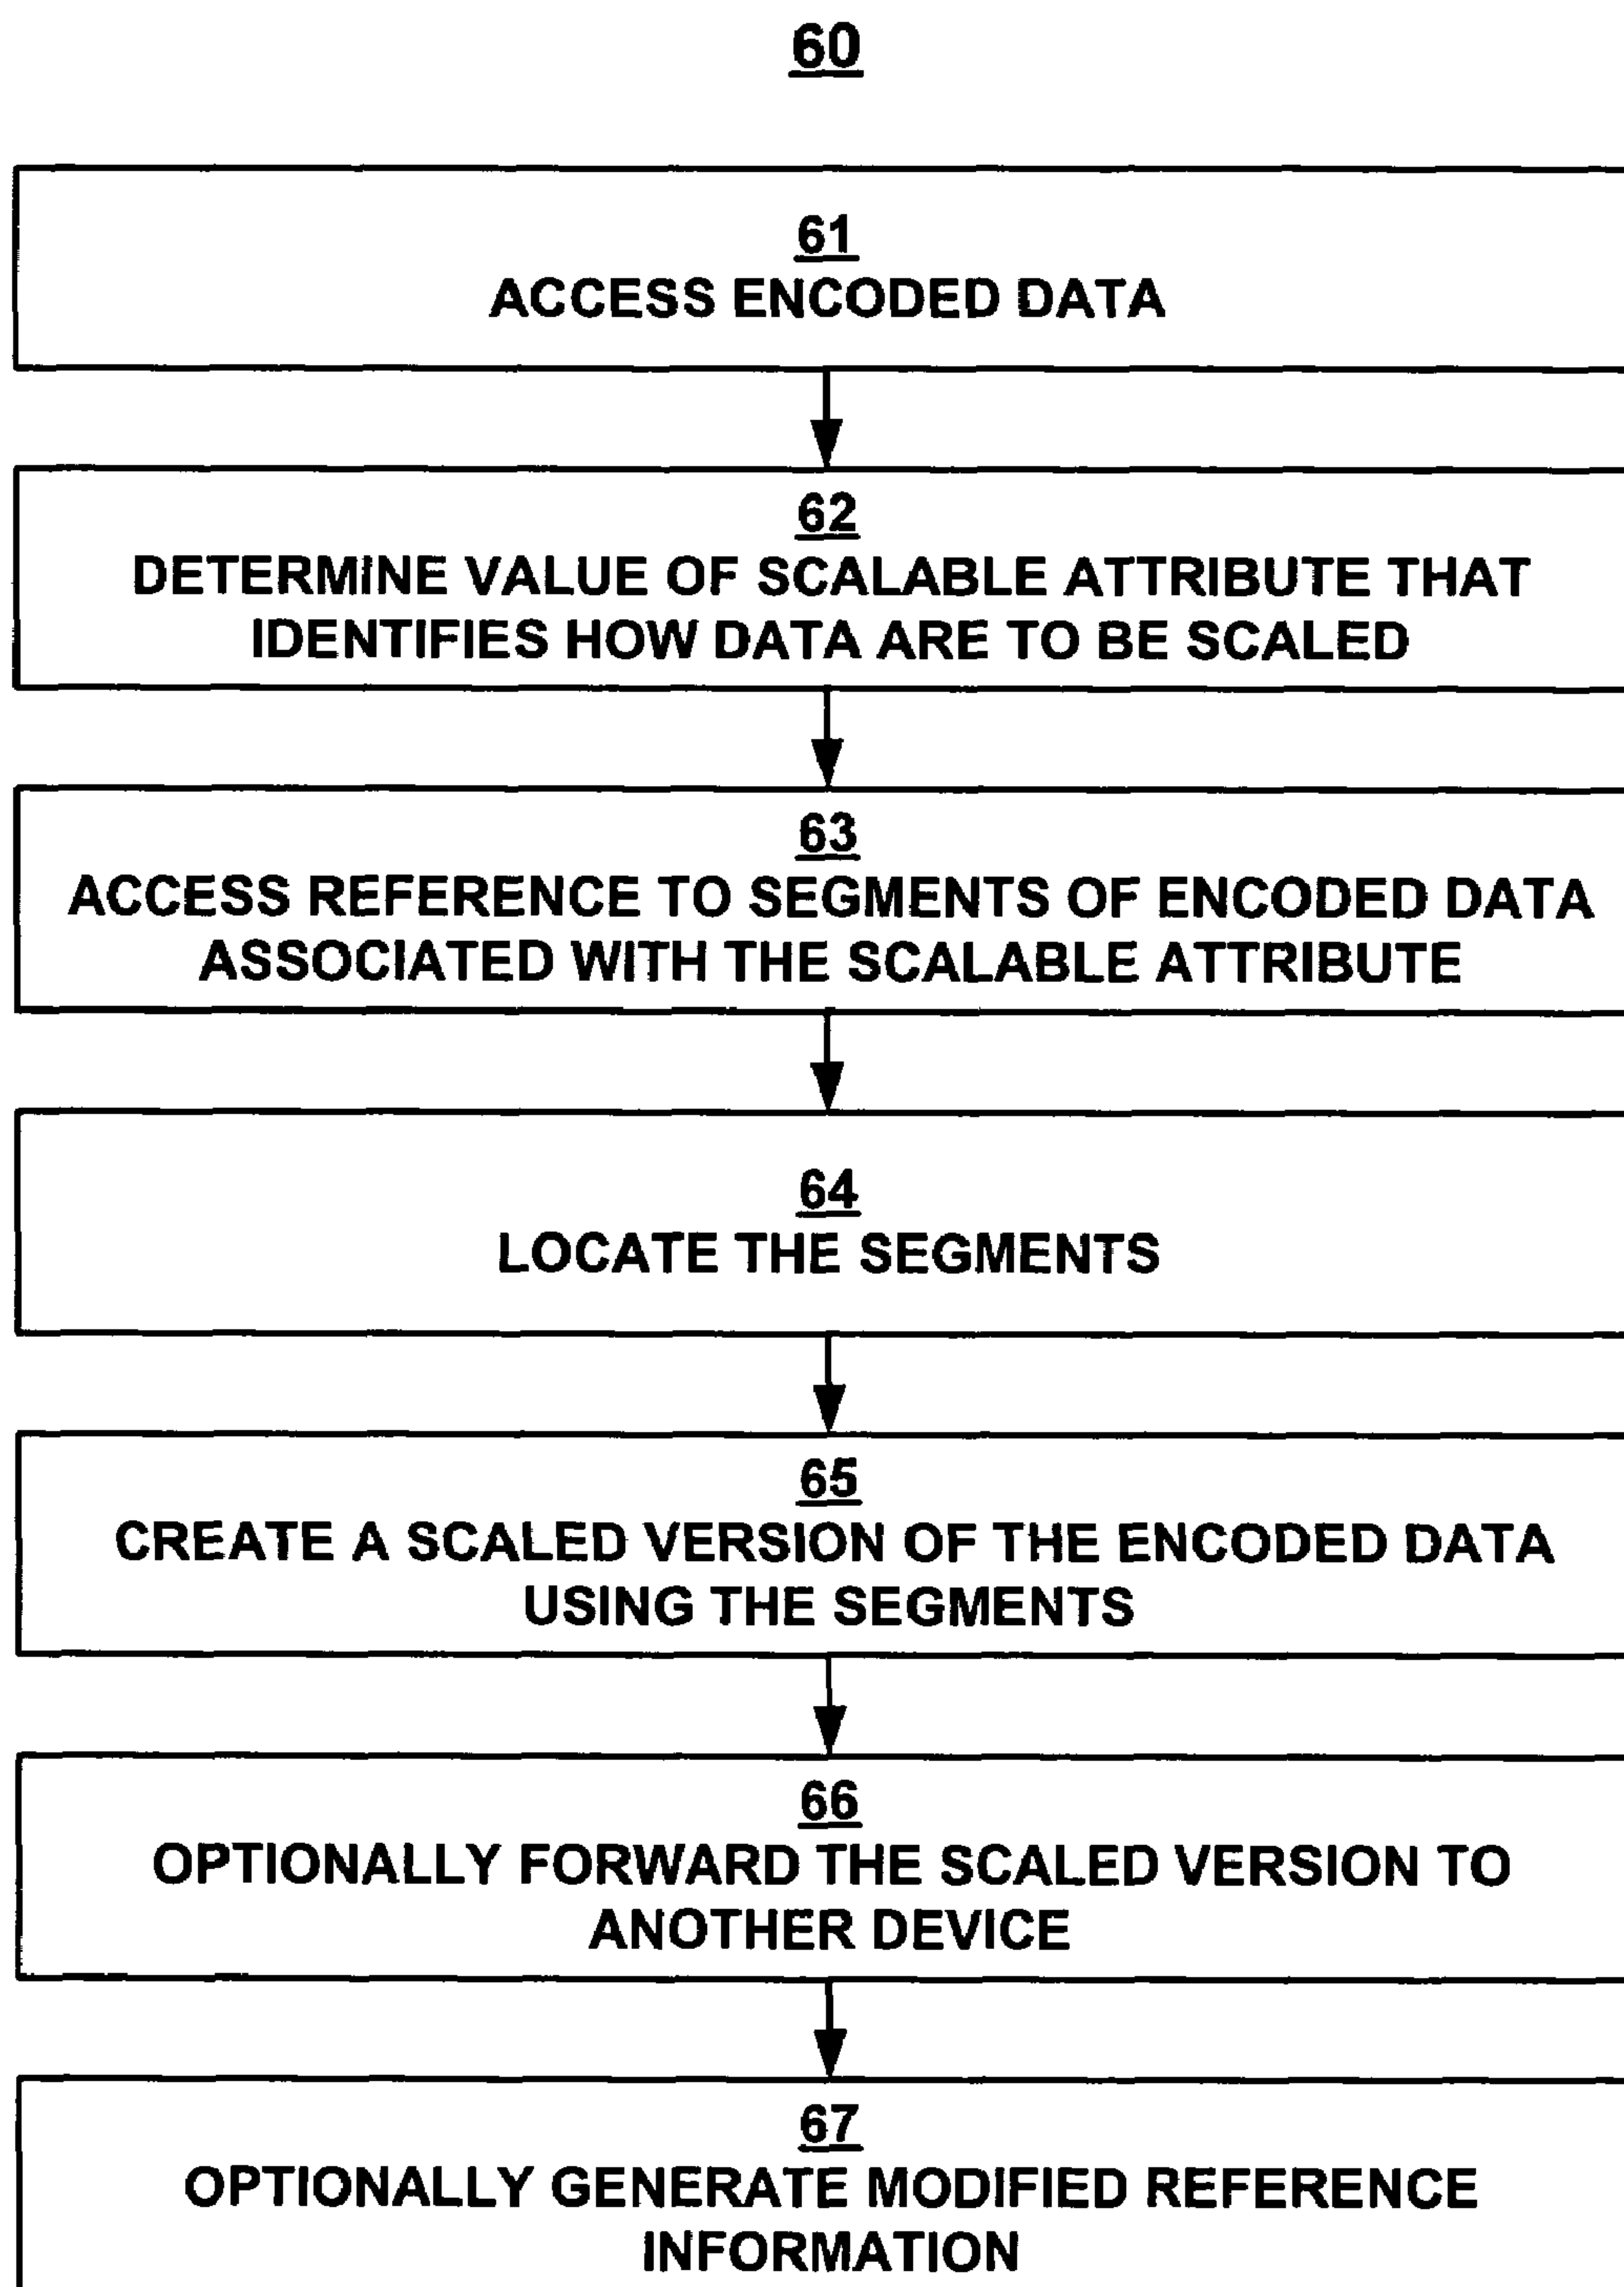 60
61
ACCESS ENCODED DATA
62
DETERMINE VALUE OF SCALABLE ATTRIBUTE THAT
IDENTIFIES HOW DATA ARE TO BE SCALED
63
ACCESS REFERENCE TO SEGMENTS OF ENCODED DATA
ASSOCIATED WITH THE SCALABLE ATTRIBUTE
64
LOCATE THE SEGMENTS
65
CREATE A SCALED VERSION OF THE ENCODED DATA
USING THE SEGMENTS
66
OPTIONALLY FORWARD THE SCALED VERSION TO
ANOTHER DEVICE
67
OPTIONALLY GENERATE MODIFIED REFERENCE
INFORMATION